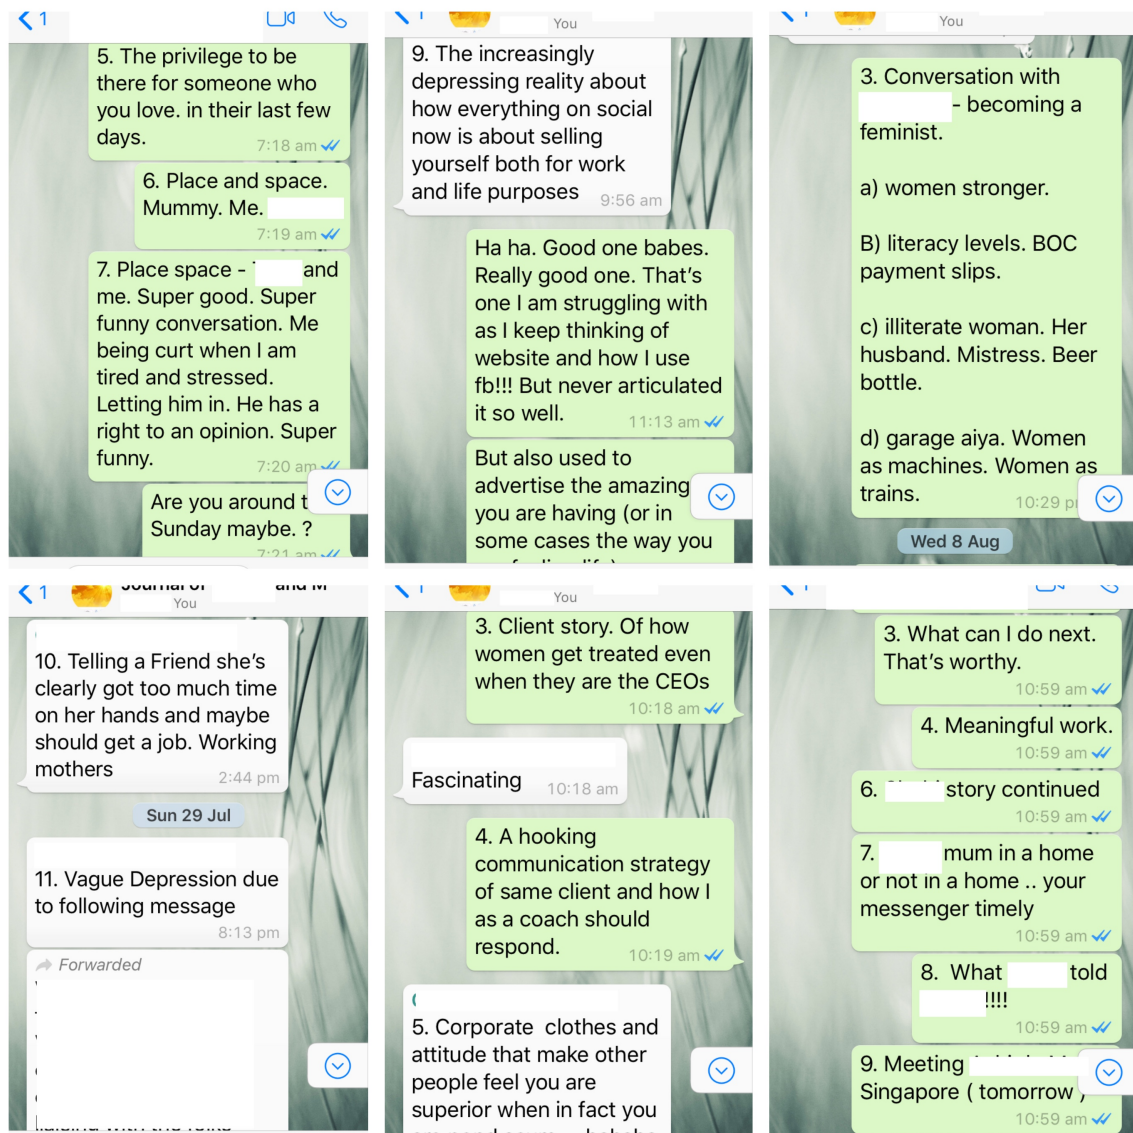 1
5. The privilege to be
there for someone who
you love. in their last few
days.
7:18 am
6. Place and space.
Mummy. Me.
7:19 am
7. Place space - and
me. Super good. Super
funny conversation. Me
being curt when I am
tired and stressed.
Letting him in. He has a
right to an opinion. Super
funny.
7:20 am
Are you around t
Sunday maybe. ?
7:21 am
1
You
9. The increasingly
depressing reality about
how everything on social
now is about selling
yourself both for work
and life purposes
9:56 am
Ha ha. Good one babes.
Really good one. That's
one I am struggling with
as I keep thinking of
website and how I use
fb!!! But never articulated
it so well.
11:13 am
But also used to
advertise the amazing
you are having (or in
some cases the way you
1
You
3. Conversation with
- becoming a
feminist.
a) women stronger.
B) literacy levels. BOC
payment slips.
c) illiterate woman. Her
husband. Mistress. Beer
bottle.
d) garage aiya. Women
as machines. Women as
trains.
10:29 p
Wed 8 Aug
1
Journal of and M
You
10. Telling a Friend she's
clearly got too much time
on her hands and maybe
should get a job. Working
mothers
2:44 pm
Sun 29 Jul
11. Vague Depression due
to following message
8:13 pm
Forwarded
1
You
3. Client story. Of how
women get treated even
when they are the CEOs
10:18 am
Fascinating
10:18 am
4. A hooking
communication strategy
of same client and how I
as a coach should
respond.
10:19 am
5. Corporate clothes and
attitude that make other
people feel you are
superior when in fact you
3. What can I do next.
That's worthy.
10:59 am
4. Meaningful work.
10:59 am
6. story continued
10:59 am
7. mum in a home
or not in a home .. your
messenger timely
10:59 am
8. What told
!!!!
10:59 am
9. Meeting
Singapore ( tomorrow )
10:59 am